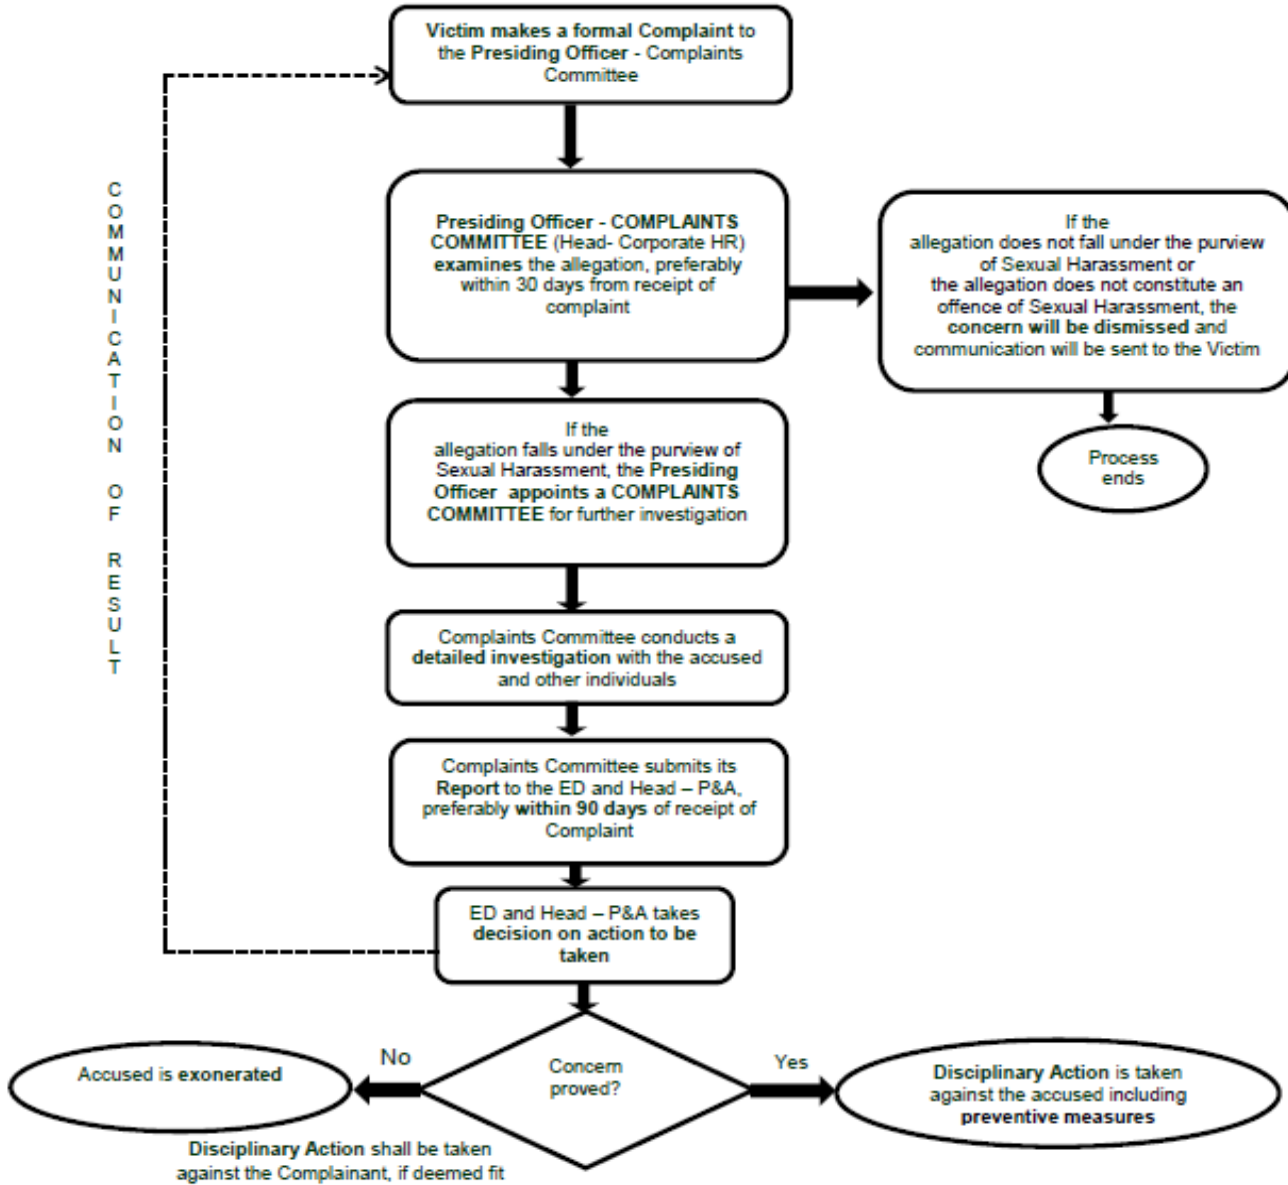 Victim makes a formal Complaint to
the Presiding Officer - Complaints
Committee
COMMUNICATION OF RESULT
Presiding Officer - COMPLAINTS
COMMITTEE (Head- Corporate HR)
examines the allegation, preferably
within 30 days from receipt of
complaint
If the
allegation does not fall under the purview
of Sexual Harassment or
the allegation does not constitute an
offence of Sexual Harassment, the
concern will be dismissed and
communication will be sent to the Victim
Process
ends
If the
allegation falls under the purview of
Sexual Harassment, the Presiding
Officer appoints a COMPLAINTS
COMMITTEE for further investigation
Complaints Committee conducts a
detailed investigation with the accused
and other individuals
Complaints Committee submits its
Report to the ED and Head – P&A,
preferably within 90 days of receipt of
Complaint
ED and Head – P&A takes
decision on action to be
taken
Concern
proved?
No
Accused is exonerated
Disciplinary Action shall be taken
against the Complainant, if deemed fit
Yes
Disciplinary Action is taken
against the accused including
preventive measures